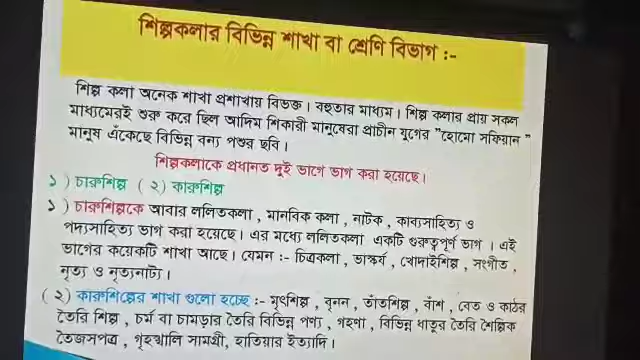 শিল্পকলার বিভিন্ন শাখা বা শ্রেণি বিভাগ :-
শিল্প কলা অনেক শাখা প্রশাখায় বিভক্ত । বহুতার মাধ্যম । শিল্প কলার প্রায় সকল
মাধ্যমেরই শুরু করে ছিল আদিম শিকারী মানুষেরা প্রাচীন যুগের "হোমো সফিয়ান "
মানুষ এঁকেছে বিভিন্ন বন্য পশুর ছবি ।
শিল্পকলাকে প্রধানত দুই ভাগে ভাগ করা হয়েছে।
১ ) চারুশিল্প ( ২) কারুশিল্প
১ ) চারুশিল্পকে আবার ললিতকলা , মানবিক কলা , নাটক , কাব্যসাহিত্য ও
পদ্যসাহিত্য ভাগ করা হয়েছে । এর মধ্যে ললিতকলা একটি গুরুত্বপূর্ণ ভাগ । এই
ভাগের কয়েকটি শাখা আছে । যেমন :- চিত্রকলা , ভাস্কর্য , খোদাইশিল্প , সংগীত ,
নৃত্য ও নৃত্যনাট্য ।
( ২) কারুশিল্পের শাখা গুলো হচ্ছে :- মৃৎশিল্প , বুনন , তাঁতশিল্প , বাঁশ , বেত ও কাঠর
তৈরি শিল্প , চর্ম বা চামড়ার তৈরি বিভিন্ন পণ্য , গহণা , বিভিন্ন ধাতুর তৈরি শৈল্পিক
তৈজসপত্র , গৃহস্থালি সামগ্রী, হাতিয়ার ইত্যাদি ।